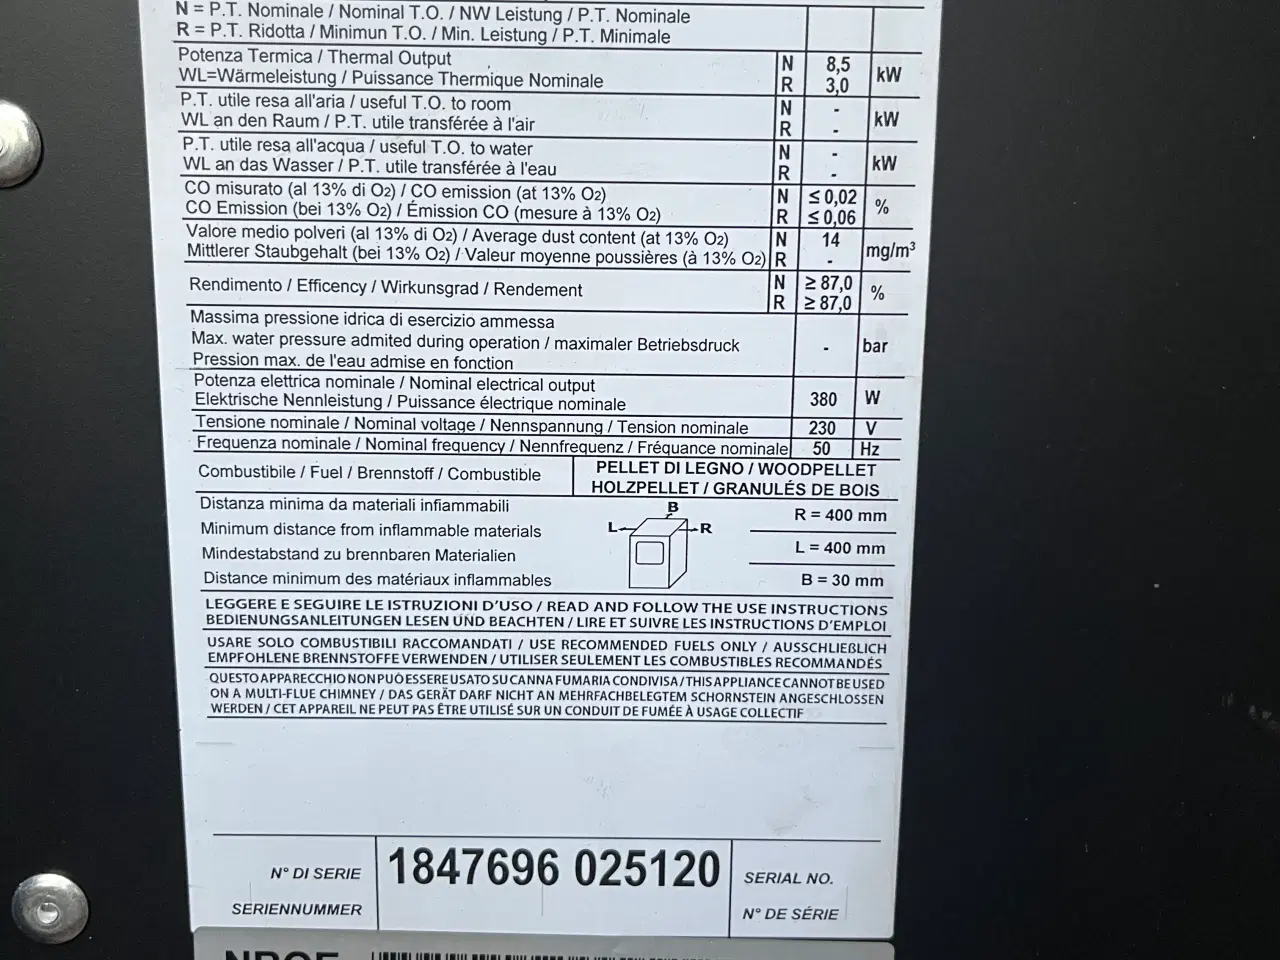 N = P.T. Nominale / Nominal T.O. / NW Leistung / P.T. Nominale
R = P.T. Ridotta / Minimun T.O. / Min. Leistung / P.T. Minimale
Potenza Termica / Thermal Output N 8,5 kW
WL=Wärmeleistung / Puissance Thermique Nominale R 3,0
P.T. utile resa all'aria / useful T.O. to room N - kW
WL an den Raum / P.T. utile transférée à l'air R -
P.T. utile resa all'acqua / useful T.O. to water N - kW
WL an das Wasser / P.T. utile transférée à l'eau R -
CO misurato (al 13% di O2) / CO emission (at 13% O2) N ≤ 0,02 %
CO Emission (bei 13% O2) / Émission CO (mesure à 13% O2) R ≤ 0,06
Valore medio polveri (al 13% di O2) / Average dust content (at 13% O2) N 14 mg/m³
Mittlerer Staubgehalt (bei 13% O2) / Valeur moyenne poussières (à 13% O2) R -
Rendimento / Efficency / Wirkunsgrad / Rendement N ≥ 87,0 %
R ≥ 87,0
Massima pressione idrica di esercizio ammessa
Max. water pressure admited during operation / maximaler Betriebsdruck - bar
Pression max. de l'eau admise en fonction
Potenza elettrica nominale / Nominal electrical output
Elektrische Nennleistung / Puissance électrique nominale 380 W
Tensione nominale / Nominal voltage / Nennspannung / Tension nominale 230 V
Frequenza nominale / Nominal frequency / Nennfrequenz / Fréquance nominale 50 Hz
Combustibile / Fuel / Brennstoff / Combustible PELLET DI LEGNO / WOODPELLET
HOLZPELLET / GRANULÉS DE BOIS
Distanza minima da materiali infiammabili B R = 400 mm
Minimum distance from inflammable materials L R
Mindestabstand zu brennbaren Materialien L = 400 mm
Distance minimum des matériaux inflammables B = 30 mm
LEGGERE E SEGUIRE LE ISTRUZIONI D'USO / READ AND FOLLOW THE USE INSTRUCTIONS
BEDIENUNGSANLEITUNGEN LESEN UND BEACHTEN / LIRE ET SUIVRE LES INSTRUCTIONS D'EMPLOI
USARE SOLO COMBUSTIBILI RACCOMANDATI / USE RECOMMENDED FUELS ONLY / AUSSCHLIEßLICH
EMPFOHLENE BRENNSTOFFE VERWENDEN / UTILISER SEULEMENT LES COMBUSTIBLES RECOMMANDÉS
QUESTO APPARECCHIO NON PUÒ ESSERE USATO SU CANNA FUMARIA CONDIVISA / THIS APPLIANCE CANNOT BE USED
ON A MULTI-FLUE CHIMNEY / DAS GERÄT DARF NICHT AN MEHRFACHBELEGTEM SCHORNSTEIN ANGESCHLOSSEN
WERDEN / CET APPAREIL NE PEUT PAS ÊTRE UTILISÉ SUR UN CONDUIT DE FUMÉE À USAGE COLLECTIF
N° DI SERIE 1847696 025120 SERIAL NO.
SERIENNUMMER N° DE SÉRIE